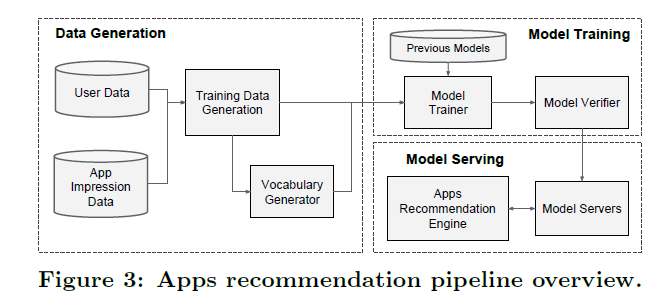 Data Generation
User Data
App
Impression
Data
Training Data
Generation
Vocabulary
Generator
Model Training
Previous Models
Model
Trainer
Model Verifier
Model Serving
Apps
Recommendation
Engine
Model Servers
Figure 3: Apps recommendation pipeline overview.